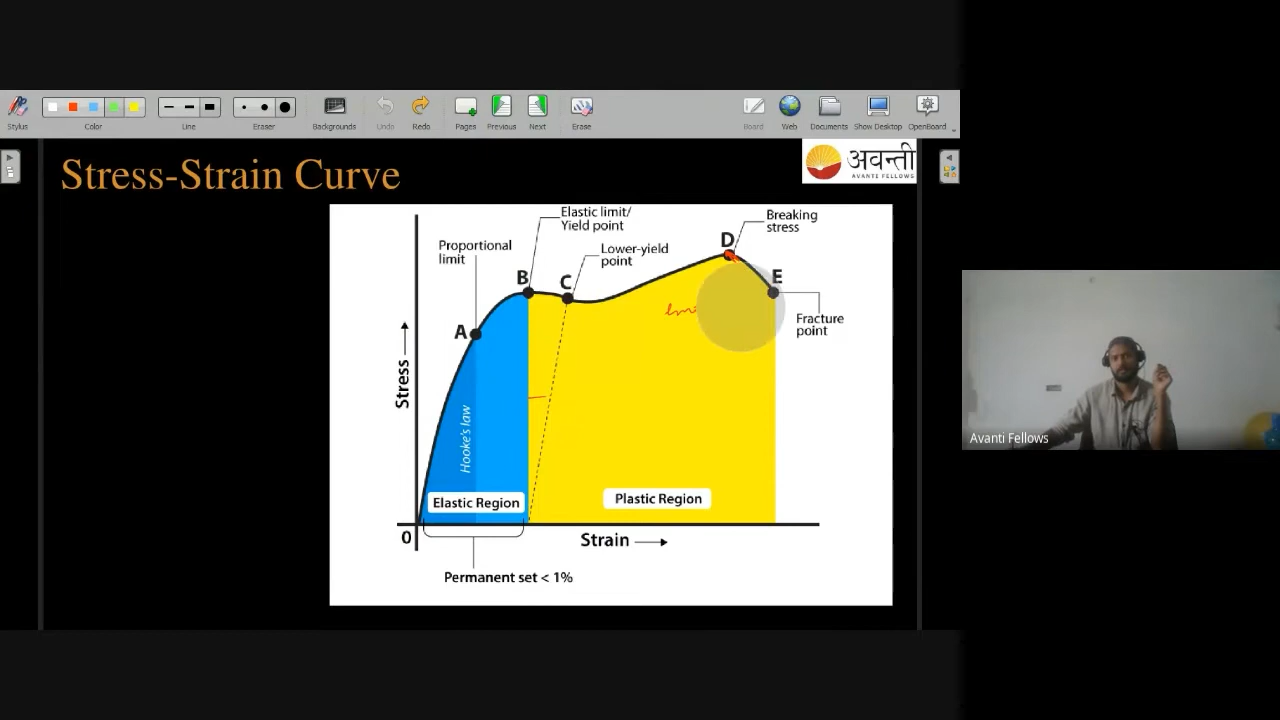 Stylus
Color
Line
Eraser
Backgrounds
Undo
Redo
Pages
Previous
Next
Erase
Board
Web
Documents
Show Desktop
OpenBoard
Stress-Strain Curve
अवन्ती
AVANTI FELLOWS
Elastic limit/
Yield point
Breaking
stress
Proportional
limit
Lower-yield
point
D
B
C
E
A
Fracture
point
Stress
Hooke's law
Elastic Region
Plastic Region
0
Strain
Permanent set < 1%
Avanti Fellows